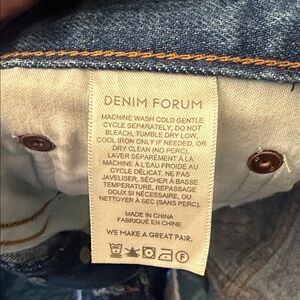 DENIM FORUM
MACHINE WASH COLD GENTLE
CYCLE SEPARATELY, DO NOT
BLEACH, TUMBLE DRY LOW,
COOL IRON ONLY IF NEEDED, OR
DRY CLEAN (NO PERC).
LAVER SÉPARÉMENT À LA
MACHINE À L'EAU FROIDE AU
CYCLE DÉLICAT, NE PAS
JAVELISER, SÉCHER À BASSE
TEMPÉRATURE, REPASSAGE
DOUX SI NÉCESSAIRE, OU
NETTOYER À SEC (SANS PERC).
MADE IN CHINA
FABRIQUÉ EN CHINE
WE MAKE A GREAT PAIR.
F